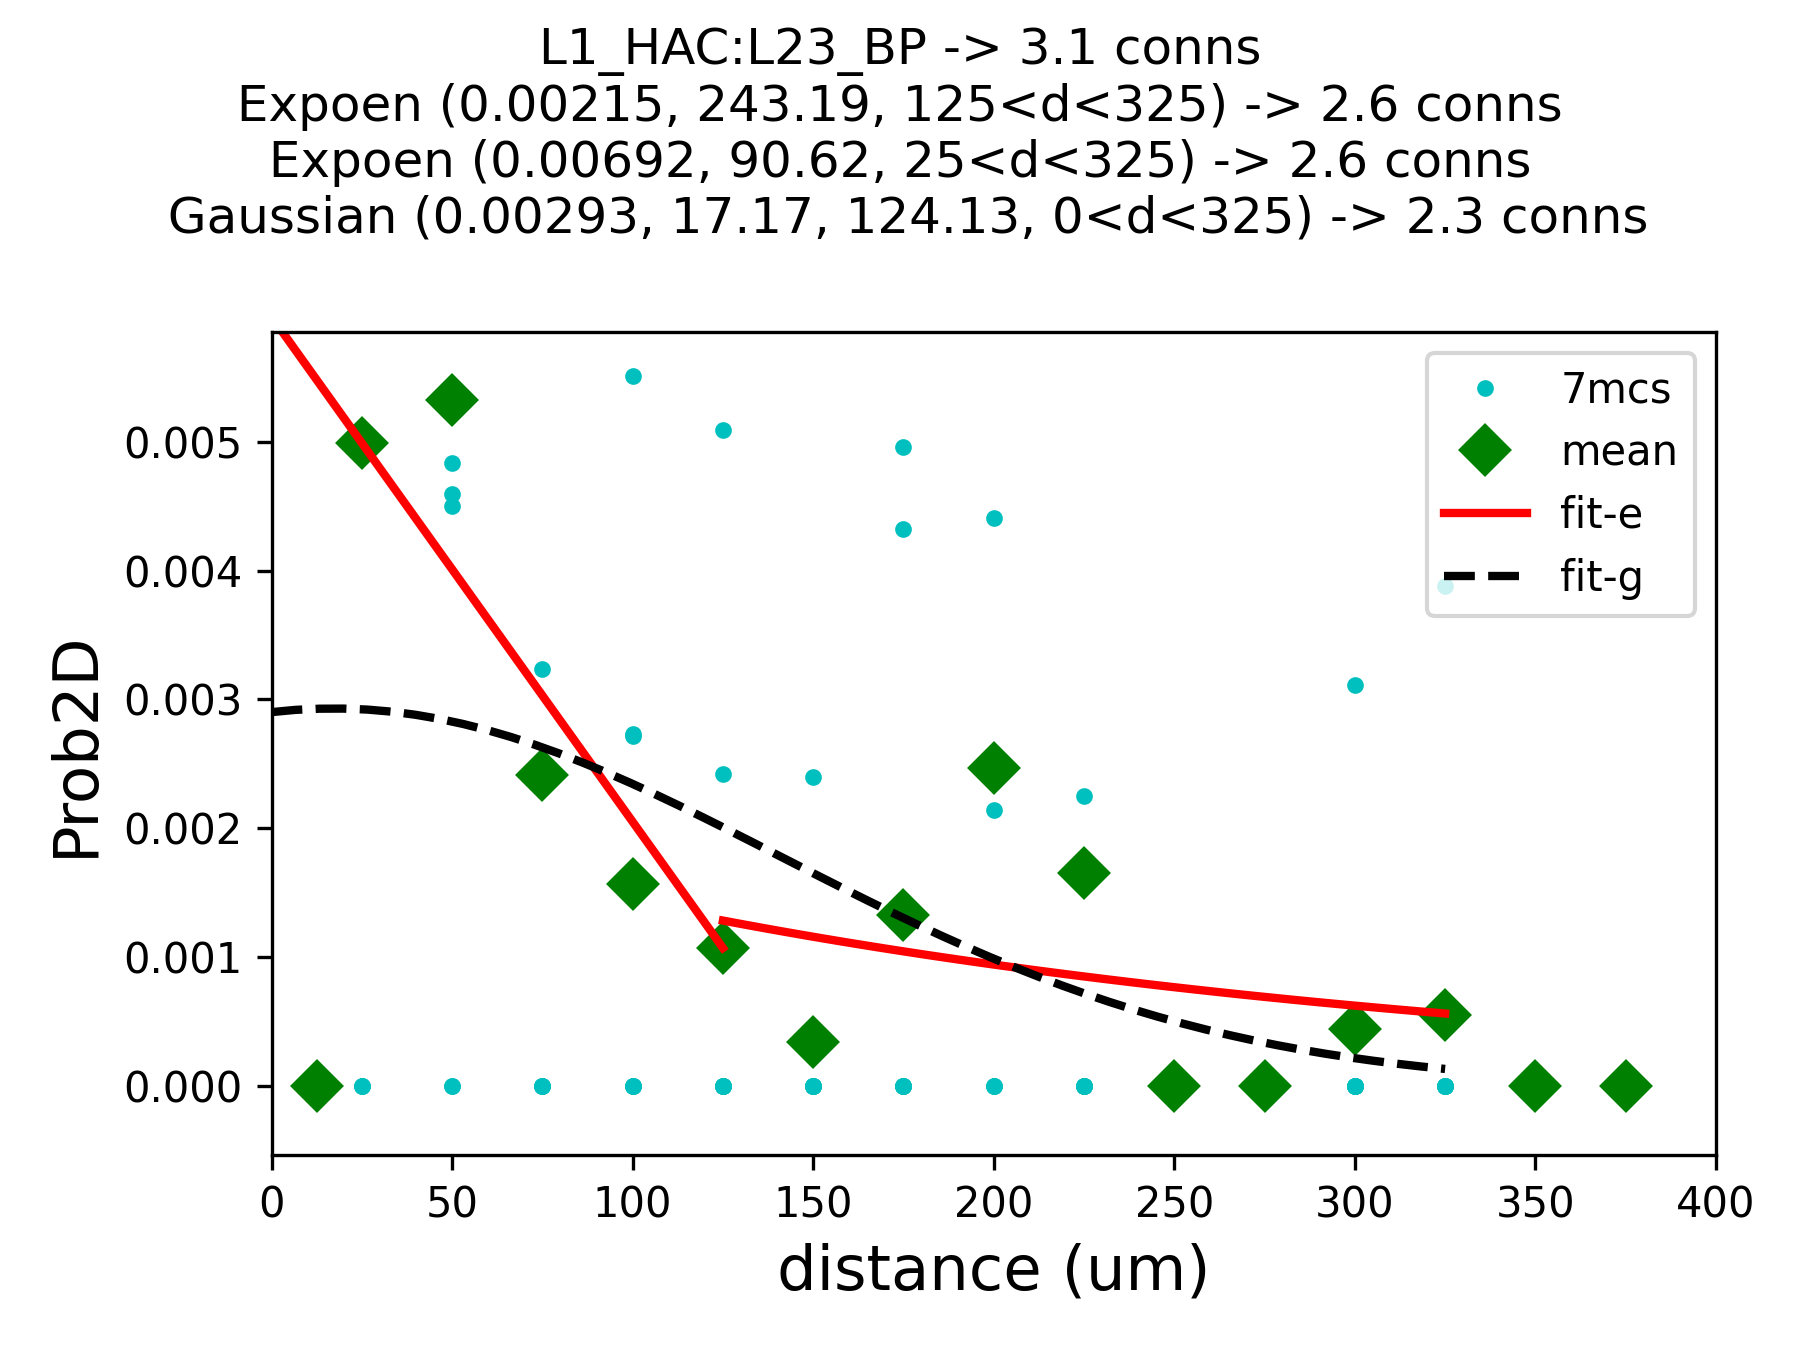 L1_HAC:L23_BP -> 3.1 conns
Expoen (0.00215, 243.19, 125<d<325) -> 2.6 conns
Expoen (0.00692, 90.62, 25<d<325) -> 2.6 conns
Gaussian (0.00293, 17.17, 124.13, 0<d<325) -> 2.3 conns
7mcs
mean
fit-e
fit-g
Prob2D
0.005
0.004
0.003
0.002
0.001
0.000
0 50 100 150 200 250 300 350 400
distance (um)